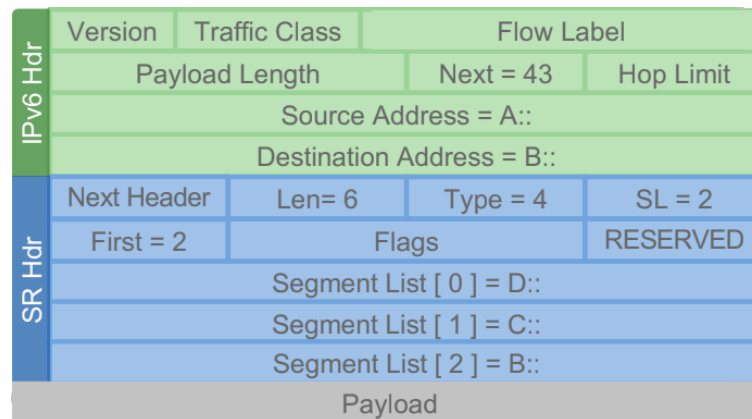 IPv6 Hdr
Version Traffic Class Flow Label
Payload Length Next = 43 Hop Limit
Source Address = A::
Destination Address = B::
SR Hdr
Next Header Len= 6 Type = 4 SL = 2
First = 2 Flags RESERVED
Segment List [ 0 ] = D::
Segment List [ 1 ] = C::
Segment List [ 2 ] = B::
Payload